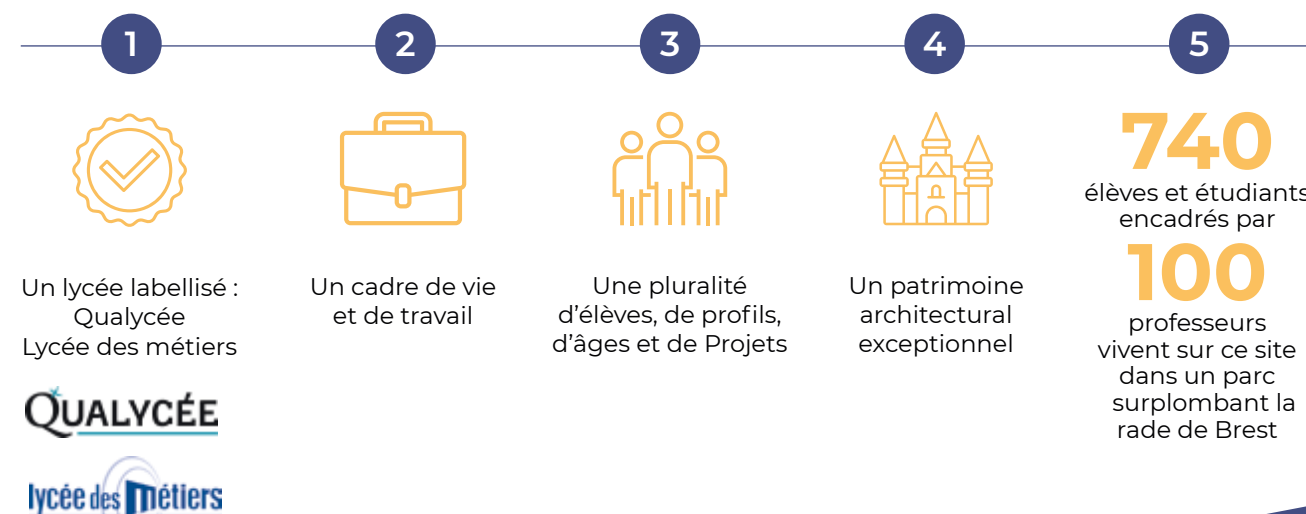 1
2
3
4
5
Un lycée labellisé :
Qualycée
Lycée des métiers
QUALYCÉE
lycée des métiers
Un cadre de vie
et de travail
Une pluralité
d’élèves, de profils,
d’âges et de Projets
Un patrimoine
architectural
exceptionnel
740
élèves et étudiants
encadrés par
100
professeurs
vivent sur ce site
dans un parc
surplombant la
rade de Brest